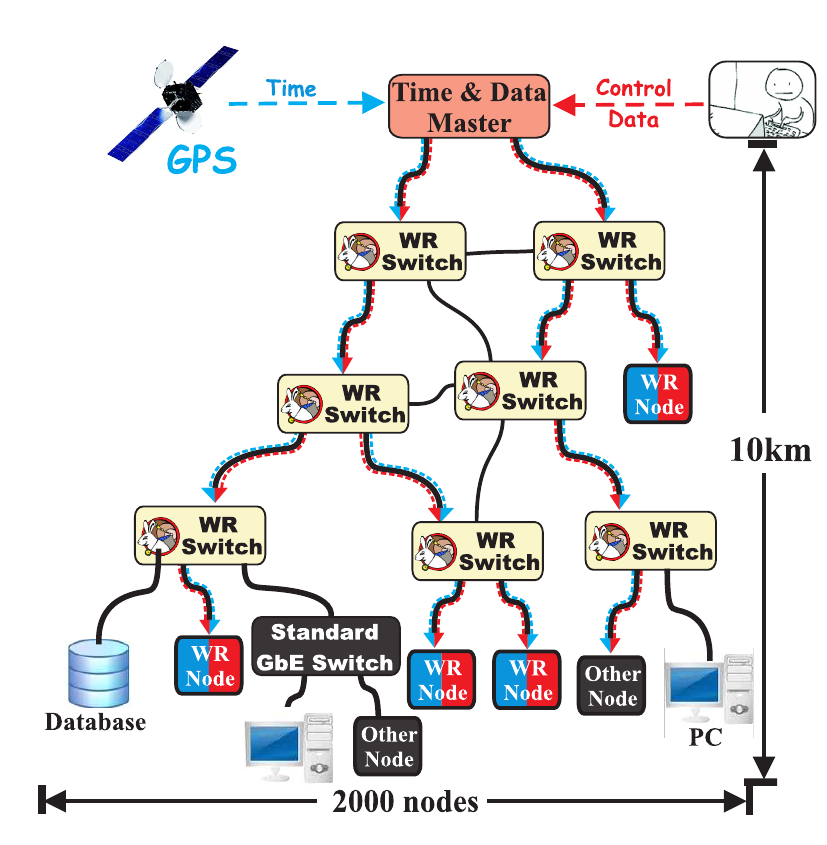 Time
Time & Data
Master
Control
Data
GPS
WR
Switch
WR
Switch
WR
Switch
WR
Switch
WR
Node
10km
WR
Switch
WR
Switch
WR
Switch
Standard
GbE Switch
WR
Node
WR
Node
WR
Node
Other
Node
Database
Other
Node
PC
2000 nodes